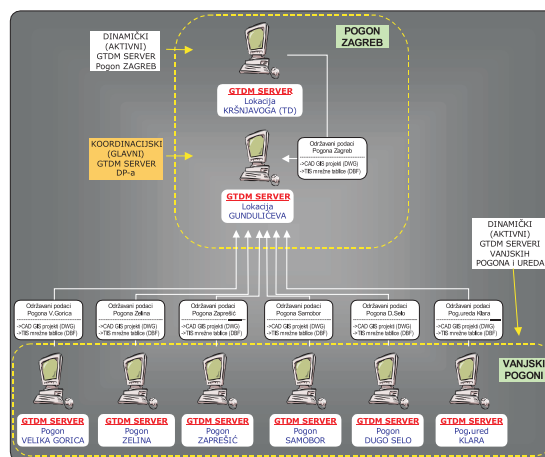 DINAMIČKI
(AKTIVNI)
GTDM SERVER
Pogon ZAGREB
POGON
ZAGREB
GTDM SERVER
Lokacija
KRŠNJAVOGA (TD)
KOORDINACIJSKI
(GLAVNI)
GTDM SERVER
DP-a
Održavani podaci
Pogona Zagreb
->CAD GIS projekti (DWG)
->TIS mrežne tablice (DBF)
GTDM SERVER
Lokacija
GUNDULIĆEVA
DINAMIČKI
(AKTIVNI)
GTDM SERVERI
VANJSKIH
POGONA i UREDA
Održavani podaci
Pogona V.Gorica
->CAD GIS projekti (DWG)
->TIS mrežne tablice (DBF)
Održavani podaci
Pogona Zelina
->CAD GIS projekti (DWG)
->TIS mrežne tablice (DBF)
Održavani podaci
Pogona Zaprešić
->CAD GIS projekti (DWG)
->TIS mrežne tablice (DBF)
Održavani podaci
Pogona Samobor
->CAD GIS projekti (DWG)
->TIS mrežne tablice (DBF)
Održavani podaci
Pogona D.Selo
->CAD GIS projekti (DWG)
->TIS mrežne tablice (DBF)
Održavani podaci
Pog.ureda Klara
->CAD GIS projekti (DWG)
->TIS mrežne tablice (DBF)
VANJSKI
POGONI
GTDM SERVER
Pogon
VELIKA GORICA
GTDM SERVER
Pogon
ZELINA
GTDM SERVER
Pogon
ZAPREŠIĆ
GTDM SERVER
Pogon
SAMOBOR
GTDM SERVER
Pogon
DUGO SELO
GTDM SERVER
Pog.ured
KLARA